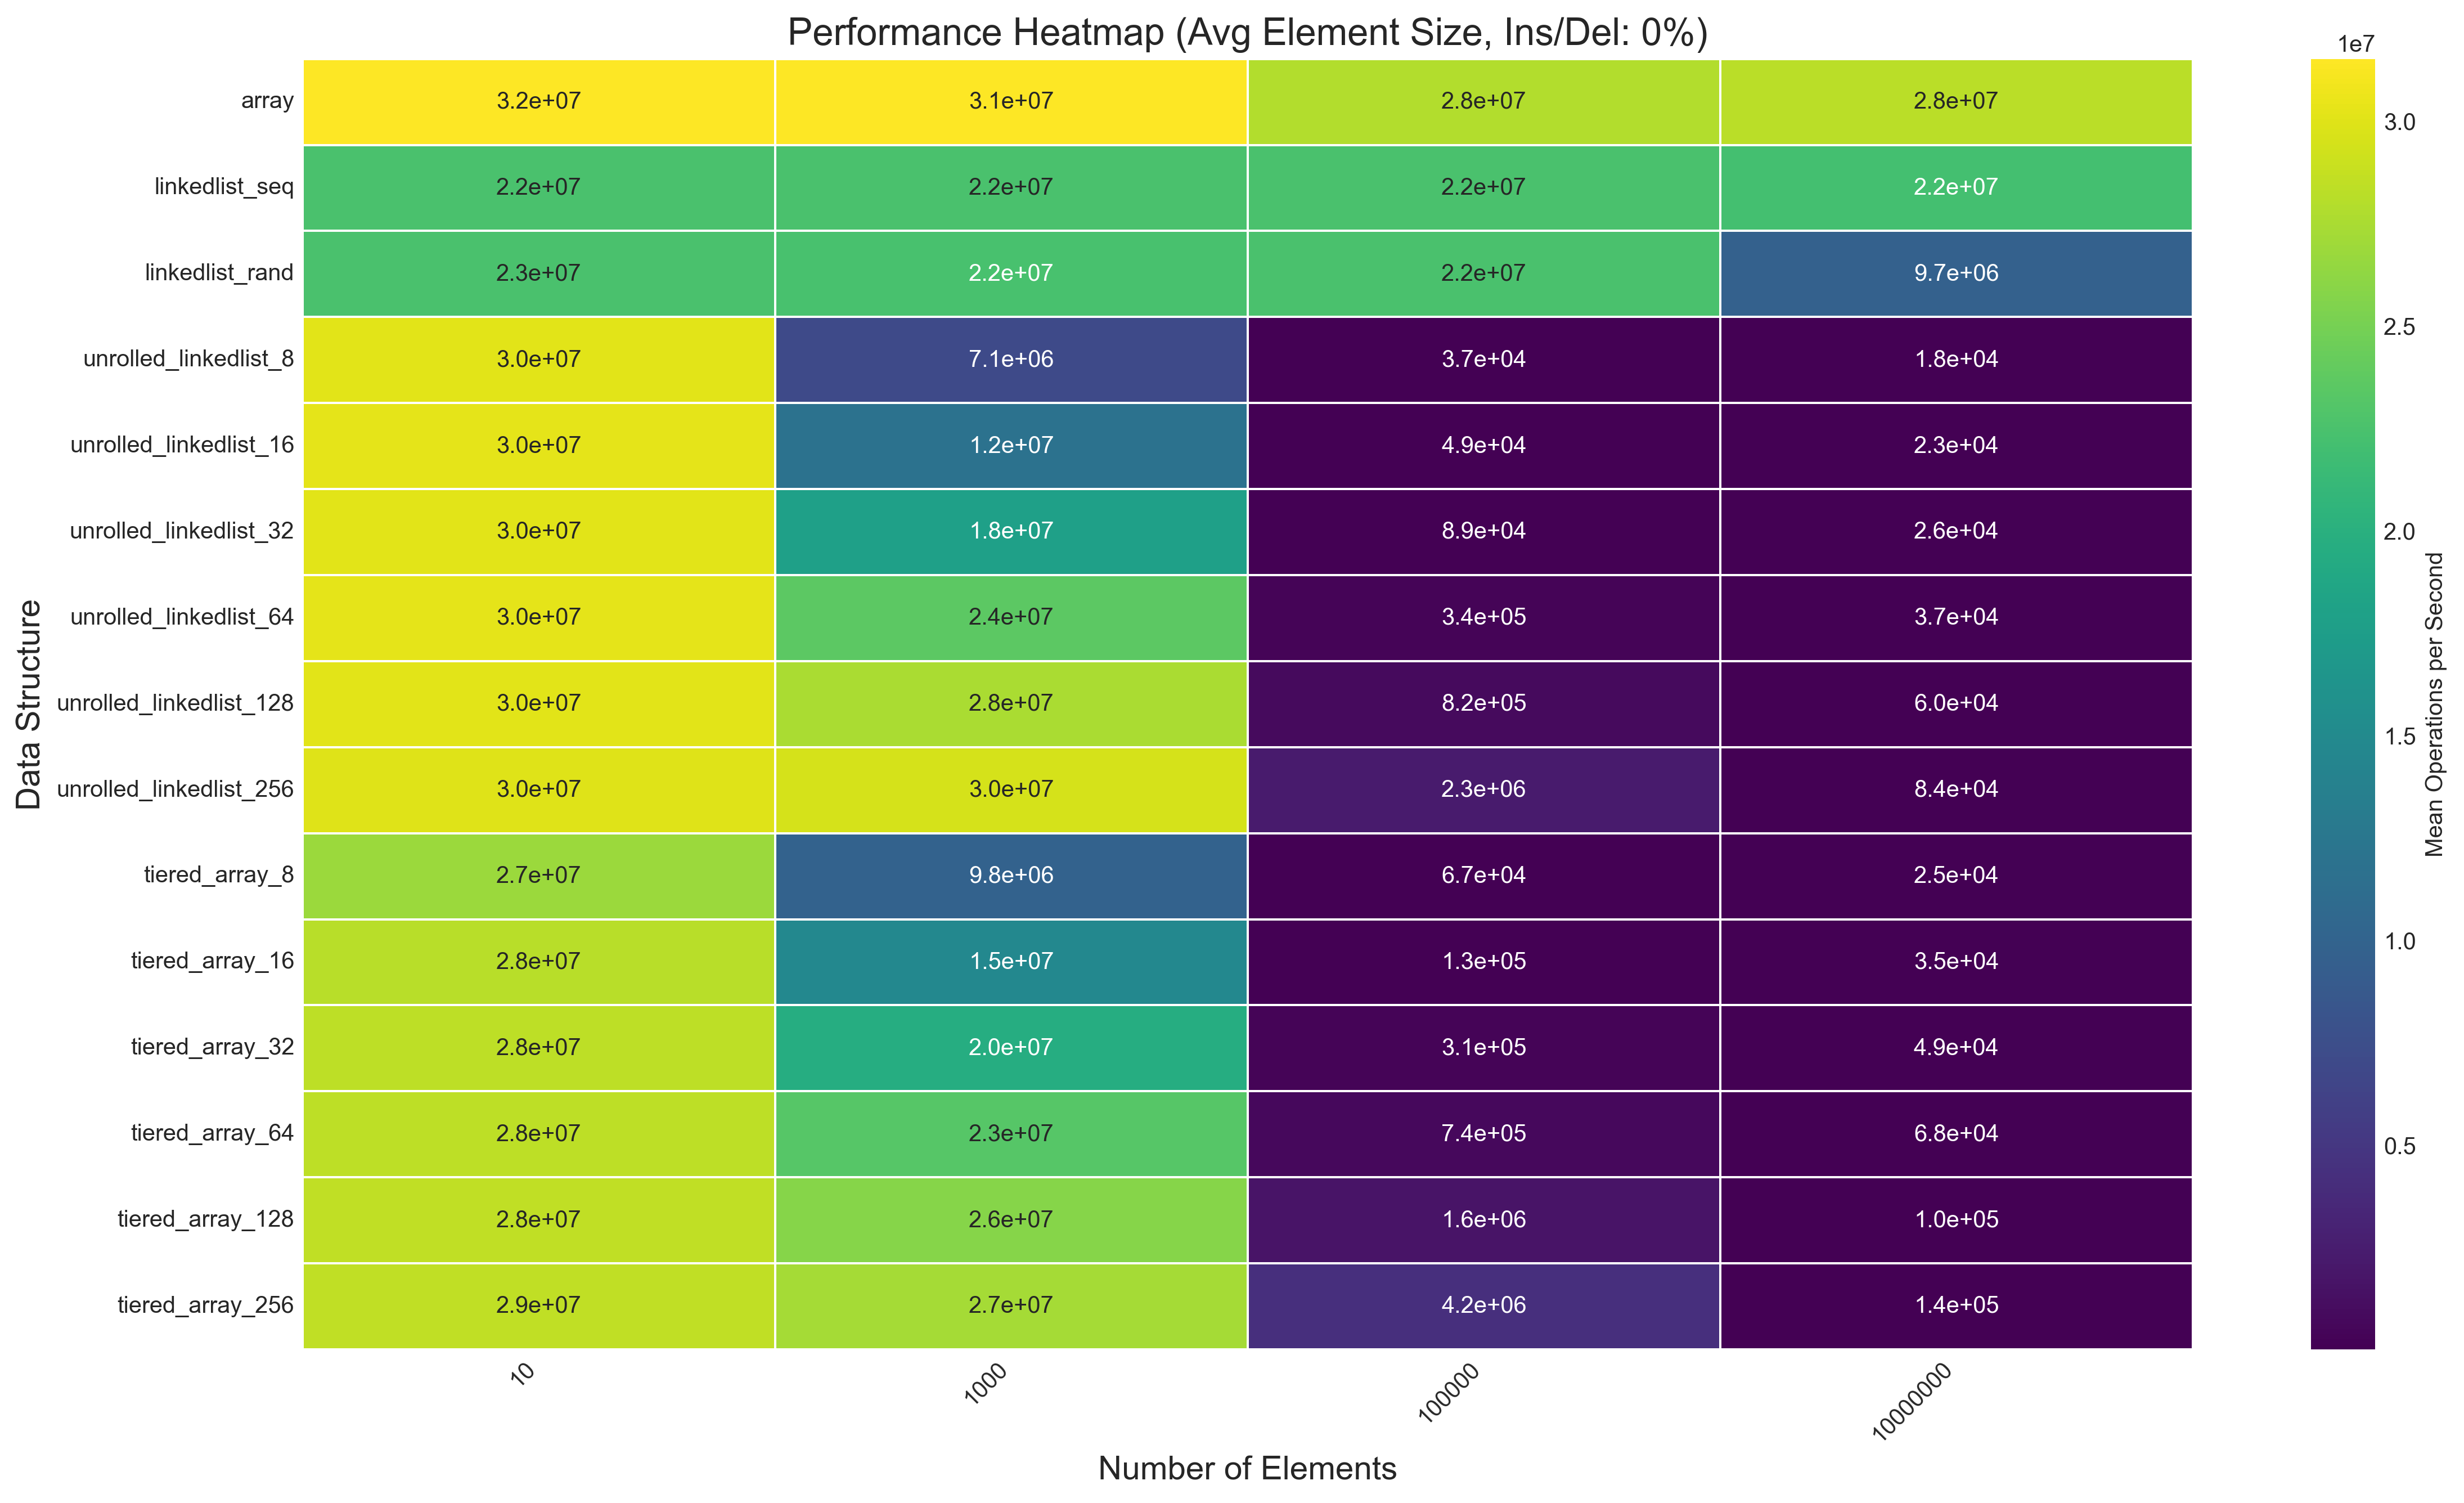 Performance Heatmap (Avg Element Size, Ins/Del: 0%)
1e7
array 3.2e+07 3.1e+07 2.8e+07 2.8e+07
linkedlist_seq 2.2e+07 2.2e+07 2.2e+07 2.2e+07
linkedlist_rand 2.3e+07 2.2e+07 2.2e+07 9.7e+06
unrolled_linkedlist_8 3.0e+07 7.1e+06 3.7e+04 1.8e+04
unrolled_linkedlist_16 3.0e+07 1.2e+07 4.9e+04 2.3e+04
unrolled_linkedlist_32 3.0e+07 1.8e+07 8.9e+04 2.6e+04
unrolled_linkedlist_64 3.0e+07 2.4e+07 3.4e+05 3.7e+04
unrolled_linkedlist_128 3.0e+07 2.8e+07 8.2e+05 6.0e+04
unrolled_linkedlist_256 3.0e+07 3.0e+07 2.3e+06 8.4e+04
tiered_array_8 2.7e+07 9.8e+06 6.7e+04 2.5e+04
tiered_array_16 2.8e+07 1.5e+07 1.3e+05 3.5e+04
tiered_array_32 2.8e+07 2.0e+07 3.1e+05 4.9e+04
tiered_array_64 2.8e+07 2.3e+07 7.4e+05 6.8e+04
tiered_array_128 2.8e+07 2.6e+07 1.6e+06 1.0e+05
tiered_array_256 2.9e+07 2.7e+07 4.2e+06 1.4e+05
10 1000 100000 10000000
Number of Elements
Data Structure
3.0
2.5
2.0
1.5
1.0
0.5
Mean Operations per Second